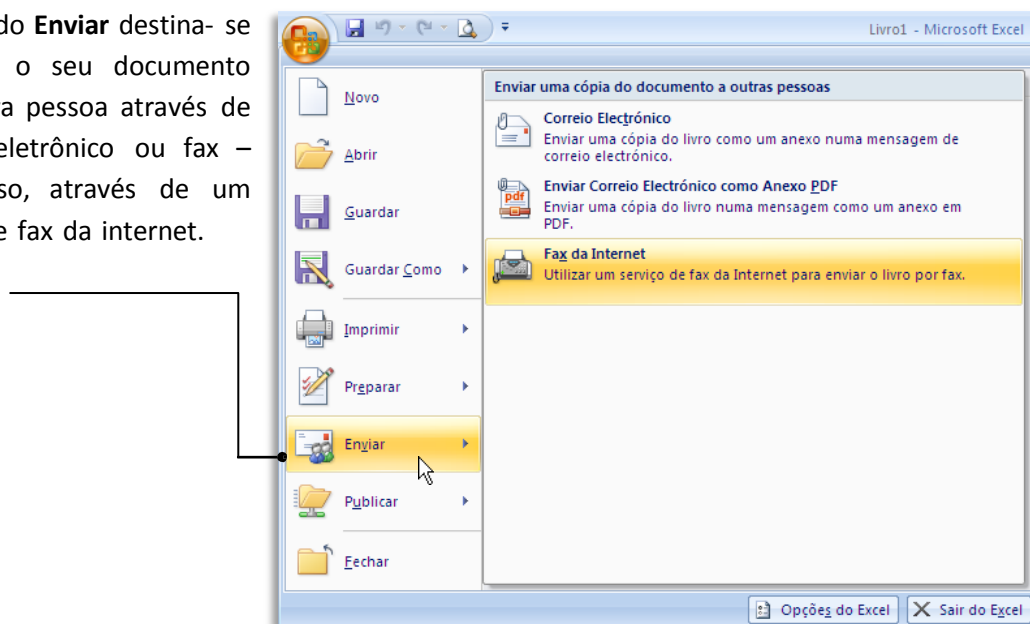 do Enviar destina- se
o seu documento
pessoa através de
eletrônico ou fax –
através de um
fax da internet.
Livro1 - Microsoft Excel
Novo
Abrir
Guardar
Guardar Como
Imprimir
Preparar
Enviar
Publicar
Fechar
Enviar uma cópia do documento a outras pessoas
Correio Electrónico
Enviar uma cópia do livro como um anexo numa mensagem de
correio electrónico.
Enviar Correio Electrónico como Anexo PDF
pdf
Enviar uma cópia do livro numa mensagem como um anexo em
PDF.
Fax da Internet
Utilizar um serviço de fax da Internet para enviar o livro por fax.
Opções do Excel
Sair do Excel